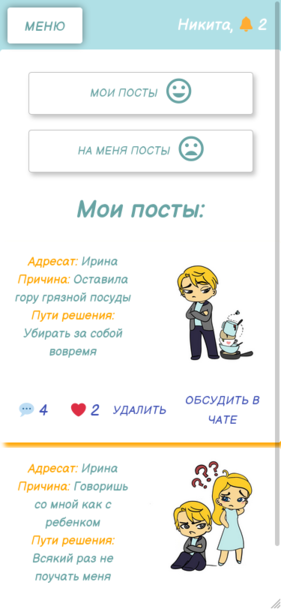 МЕНЮ
Никита, 2
МОИ ПОСТЫ
НА МЕНЯ ПОСТЫ
Мои посты:
Адресат: Ирина
Причина: Оставила
гору грязной посуды
Пути решения:
Убирать за собой
вовремя
4 2 УДАЛИТЬ
ОБСУДИТЬ В
ЧАТЕ
Адресат: Ирина
Причина: Говоришь
со мной как с
ребенком
Пути решения:
Всякий раз не
поучать меня